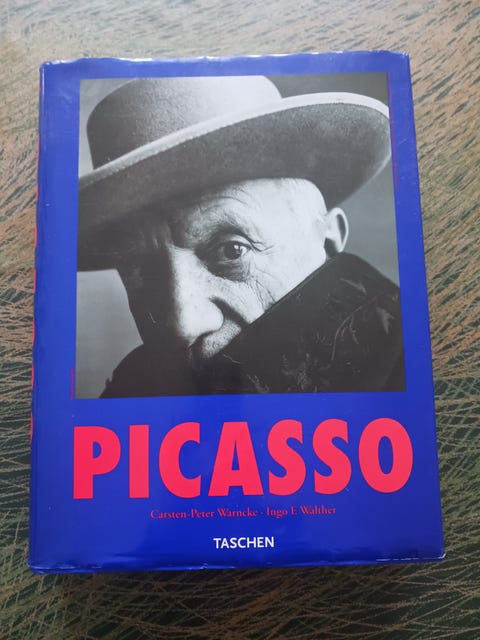 PICASSO
Carsten-Peter Warncke · Ingo F. Walther
TASCHEN